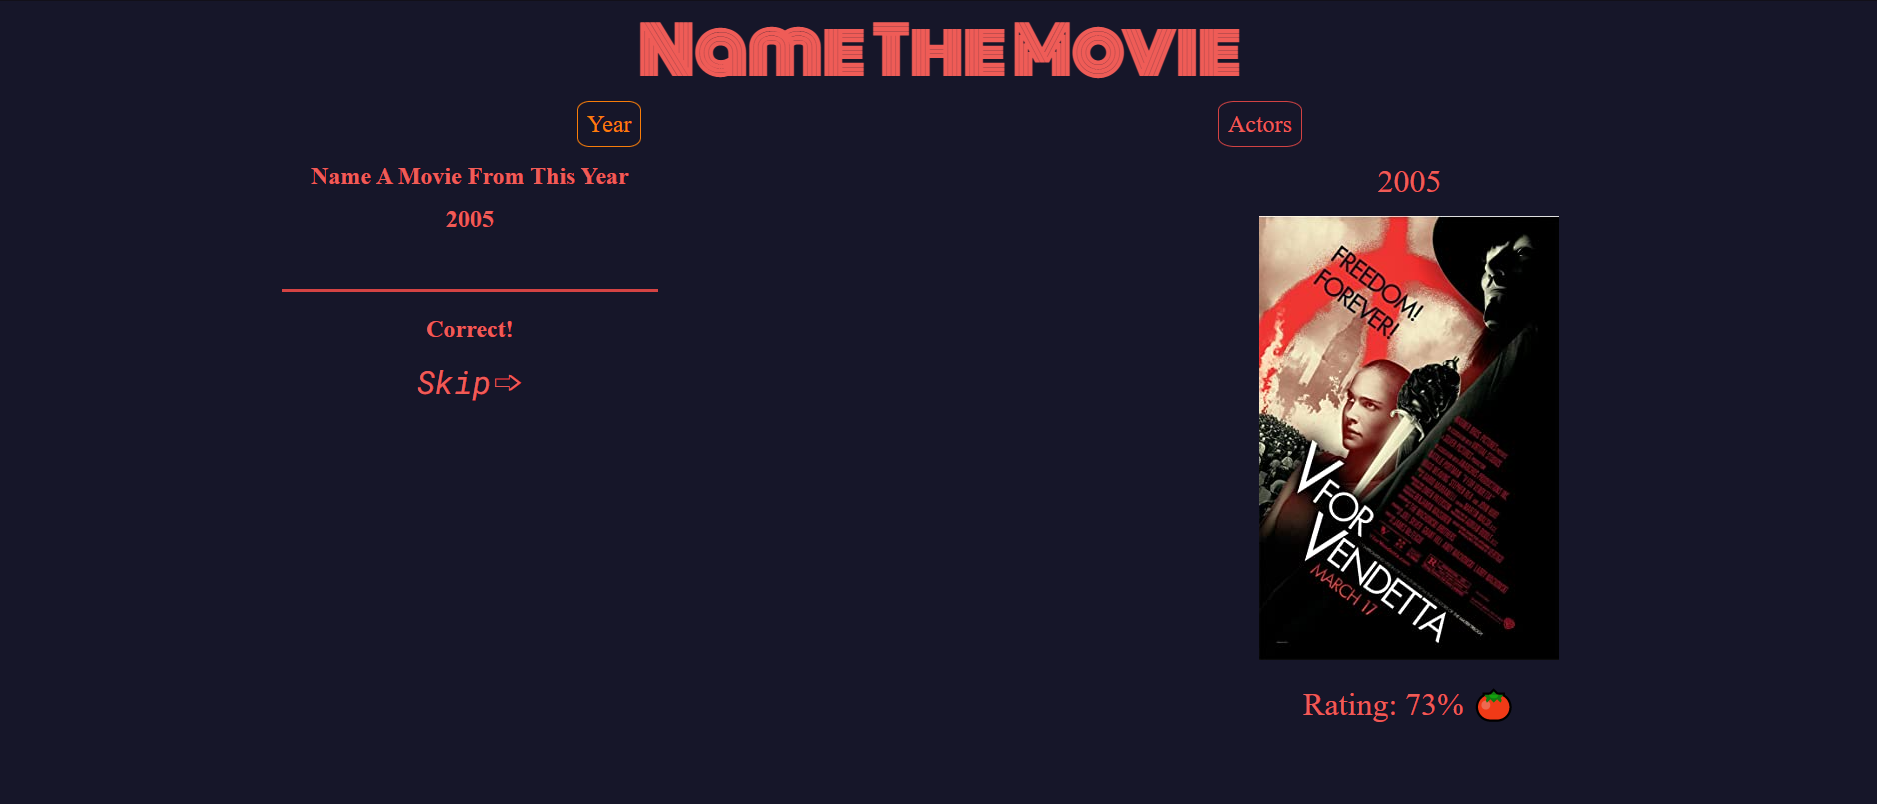 Name The Movie
Year
Actors
Name A Movie From This Year
2005
Correct!
Skip⇨
2005
FREEDOM!
FOREVER!
V FOR
VENDETTA
MARCH 17
Rating: 73% 🍅